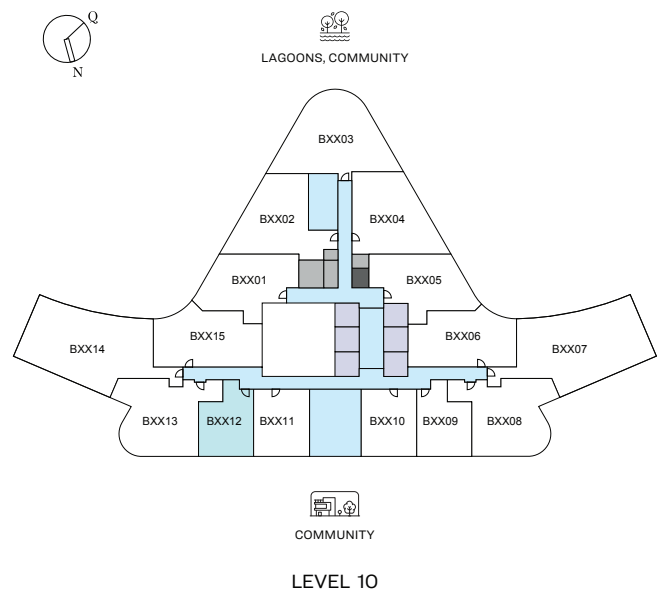 Q
N
LAGOONS, COMMUNITY
BXX03
BXX02
BXX04
BXX01
BXX05
BXX15
BXX06
BXX14
BXX07
BXX13
BXX12
BXX11
BXX10
BXX09
BXX08
COMMUNITY
LEVEL 10